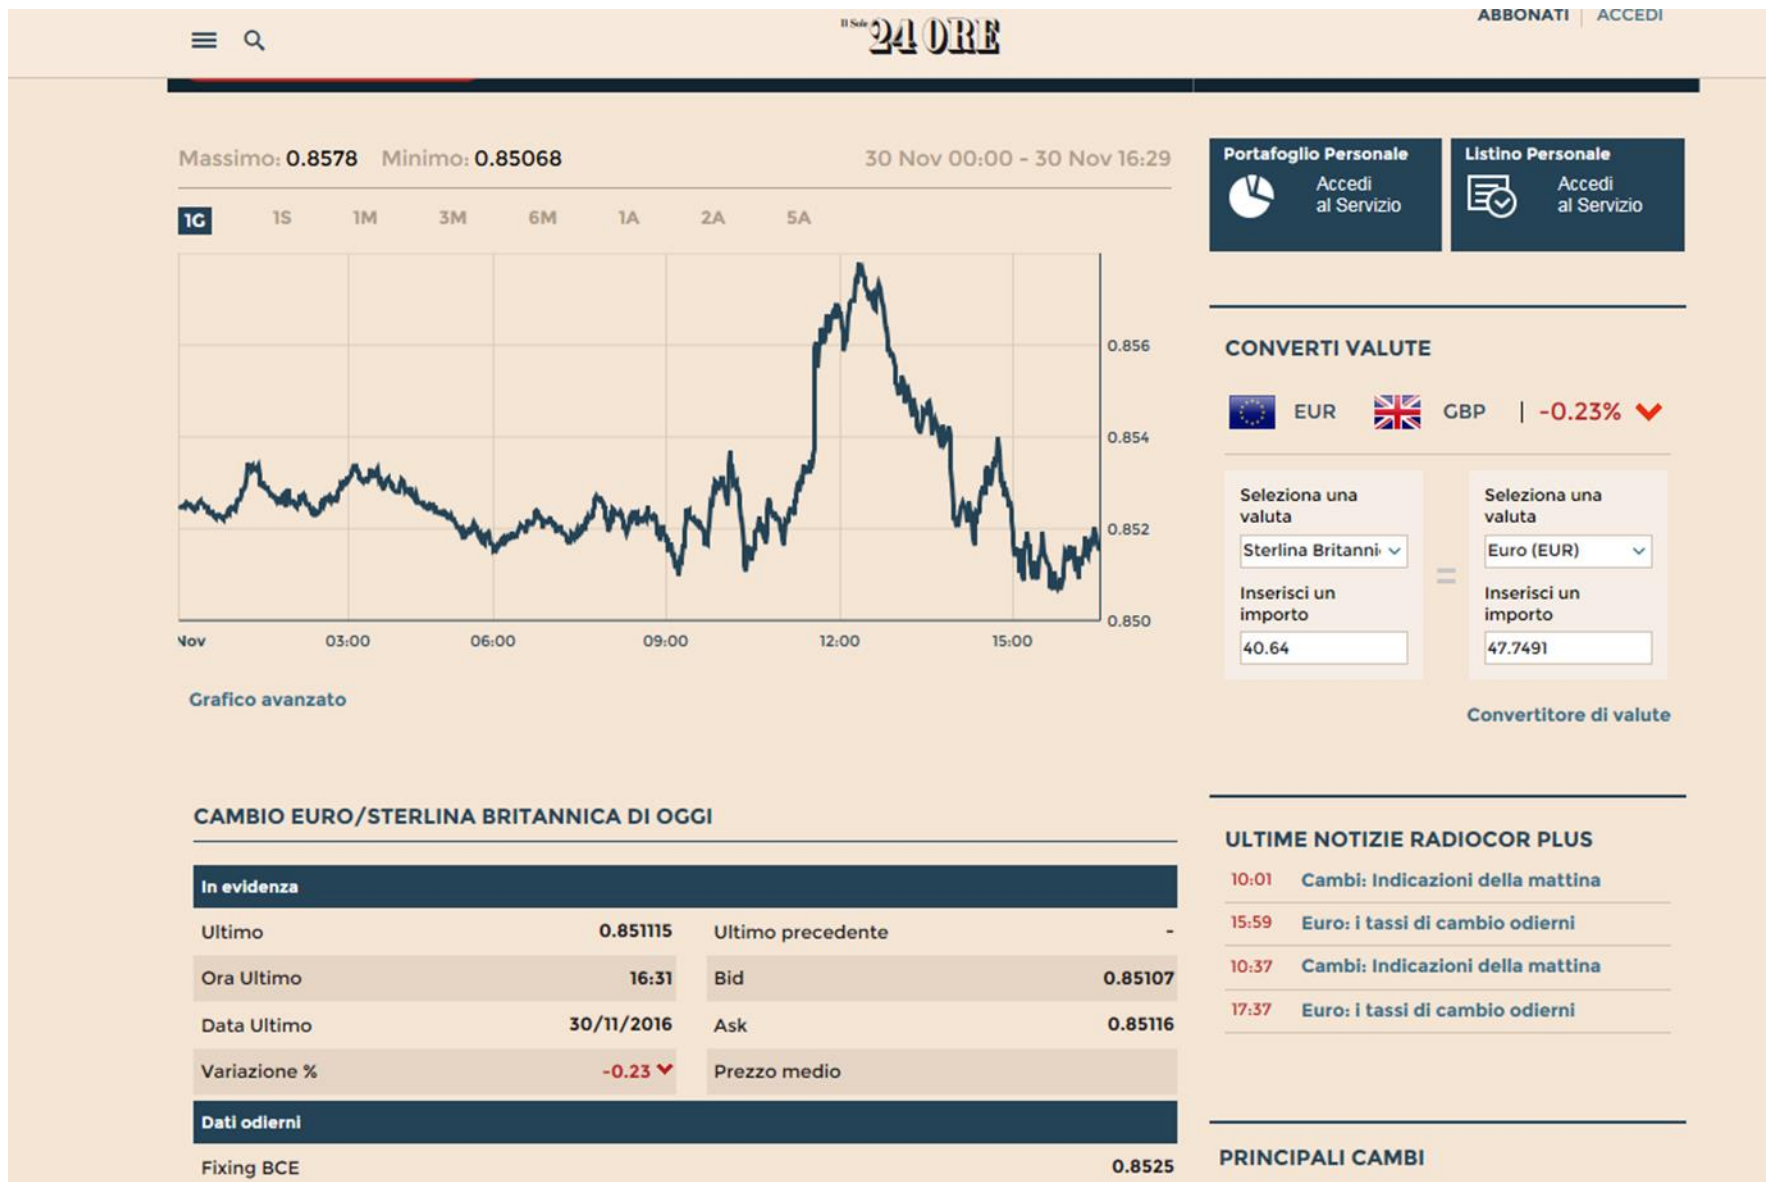 Il Sole 24 ORE
ABBONATI | ACCEDI
Massimo: 0.8578 Minimo: 0.85068 30 Nov 00:00 - 30 Nov 16:29
1G 1S 1M 3M 6M 1A 2A 5A
0.856
0.854
0.852
0.850
Nov 03:00 06:00 09:00 12:00 15:00
Grafico avanzato
Portafoglio Personale
Accedi
al Servizio
Listino Personale
Accedi
al Servizio
CONVERTI VALUTE
EUR GBP | -0.23%
Seleziona una
valuta
Sterlina Britanni
Inserisci un
importo
40.64
=
Seleziona una
valuta
Euro (EUR)
Inserisci un
importo
47.7491
Convertitore di valute
CAMBIO EURO/STERLINA BRITANNICA DI OGGI
In evidenza
Ultimo 0.851115 Ultimo precedente -
Ora Ultimo 16:31 Bid 0.85107
Data Ultimo 30/11/2016 Ask 0.85116
Variazione % -0.23 Prezzo medio
Dati odierni
Fixing BCE 0.8525
ULTIME NOTIZIE RADIOCOR PLUS
10:01 Cambi: Indicazioni della mattina
15:59 Euro: i tassi di cambio odierni
10:37 Cambi: Indicazioni della mattina
17:37 Euro: i tassi di cambio odierni
PRINCIPALI CAMBI